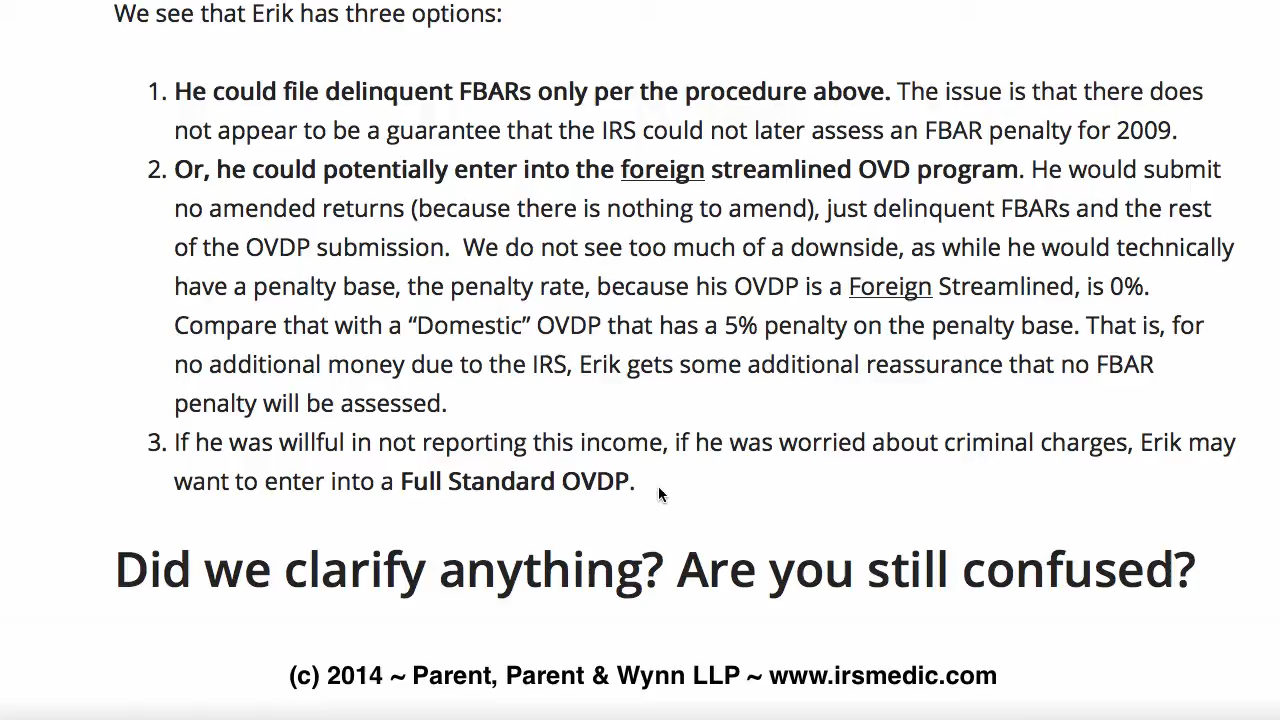 We see that Erik has three options:
1. He could file delinquent FBARs only per the procedure above. The issue is that there does
not appear to be a guarantee that the IRS could not later assess an FBAR penalty for 2009.
2. Or, he could potentially enter into the foreign streamlined OVD program. He would submit
no amended returns (because there is nothing to amend), just delinquent FBARs and the rest
of the OVDP submission.  We do not see too much of a downside, as while he would technically
have a penalty base, the penalty rate, because his OVDP is a Foreign Streamlined, is 0%.
Compare that with a “Domestic” OVDP that has a 5% penalty on the penalty base. That is, for
no additional money due to the IRS, Erik gets some additional reassurance that no FBAR
penalty will be assessed.
3. If he was willful in not reporting this income, if he was worried about criminal charges, Erik may
want to enter into a Full Standard OVDP.
Did we clarify anything? Are you still confused?
(c) 2014 ~ Parent, Parent & Wynn LLP ~ www.irsmedic.com